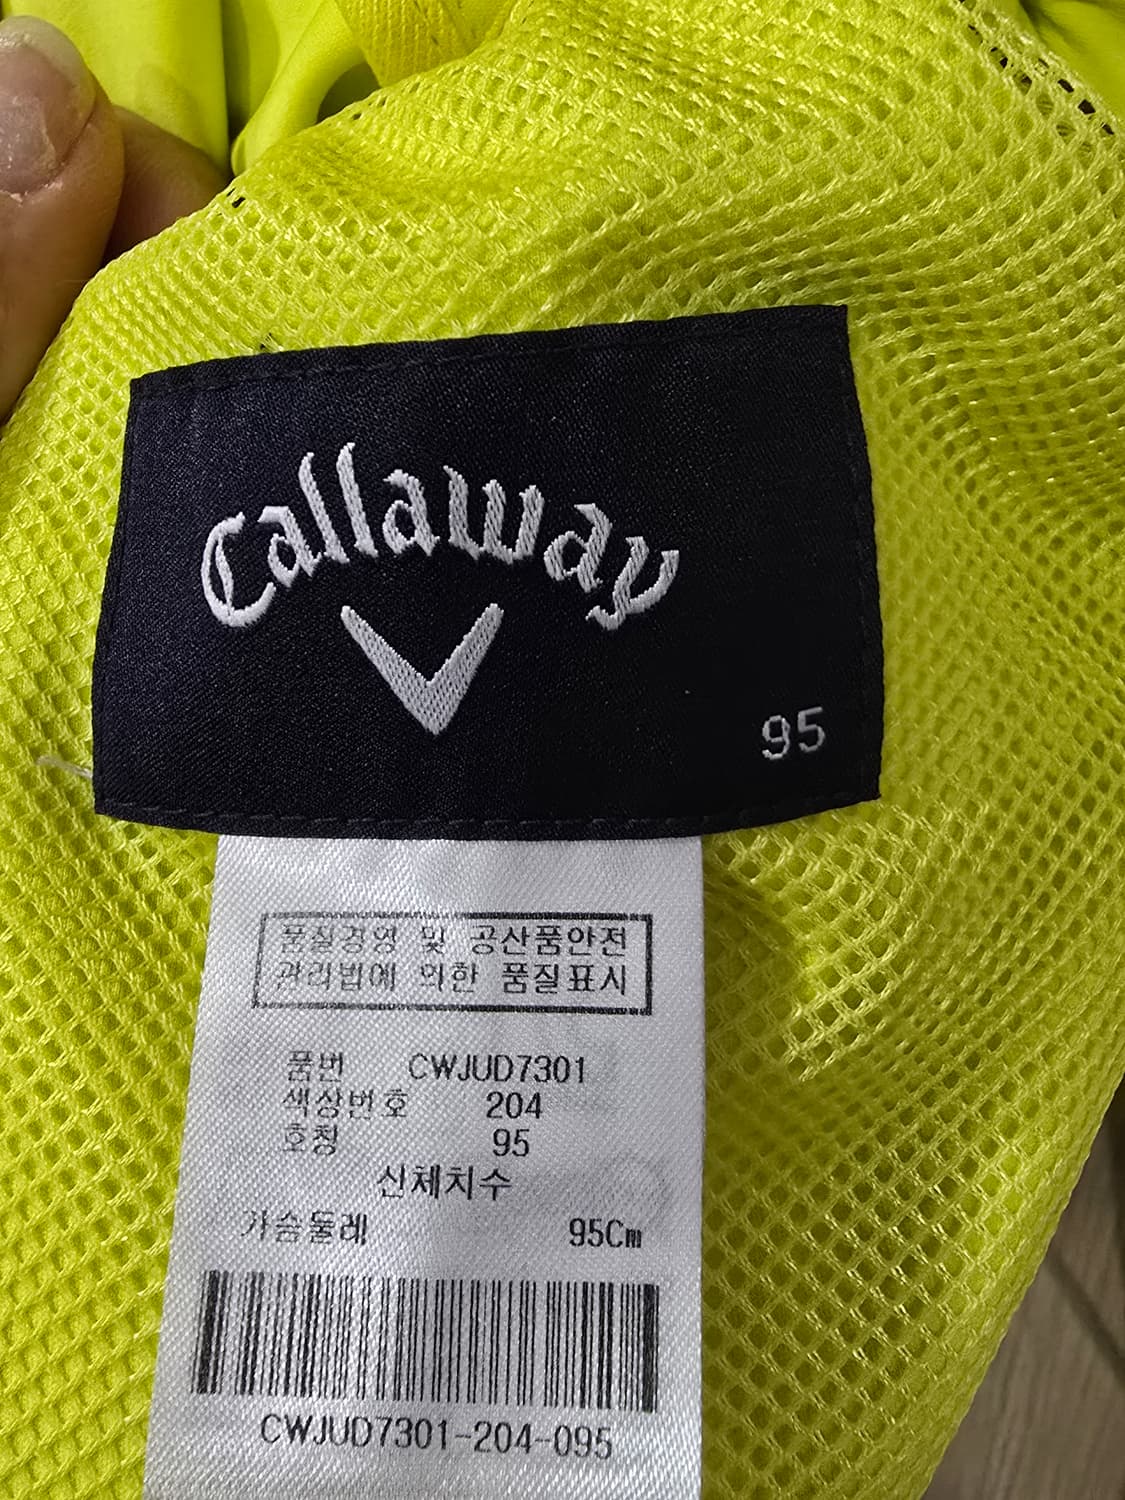 Callaway
95
품질경영 및 공산품안전
관리법에 의한 품질표시
품번 CWJUD7301
색상번호 204
호칭 95
신체치수
가슴둘레 95Cm
CWJUD7301-204-095